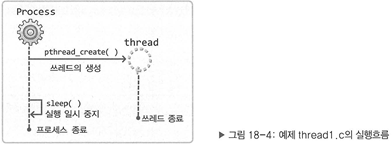 Process
pthread_create( )
thread
쓰레드의 생성
sleep( )
실행 일시 중지
쓰레드 종료
프로세스 종료
▶ 그림 18-4: 예제 thread1.c의 실행흐름